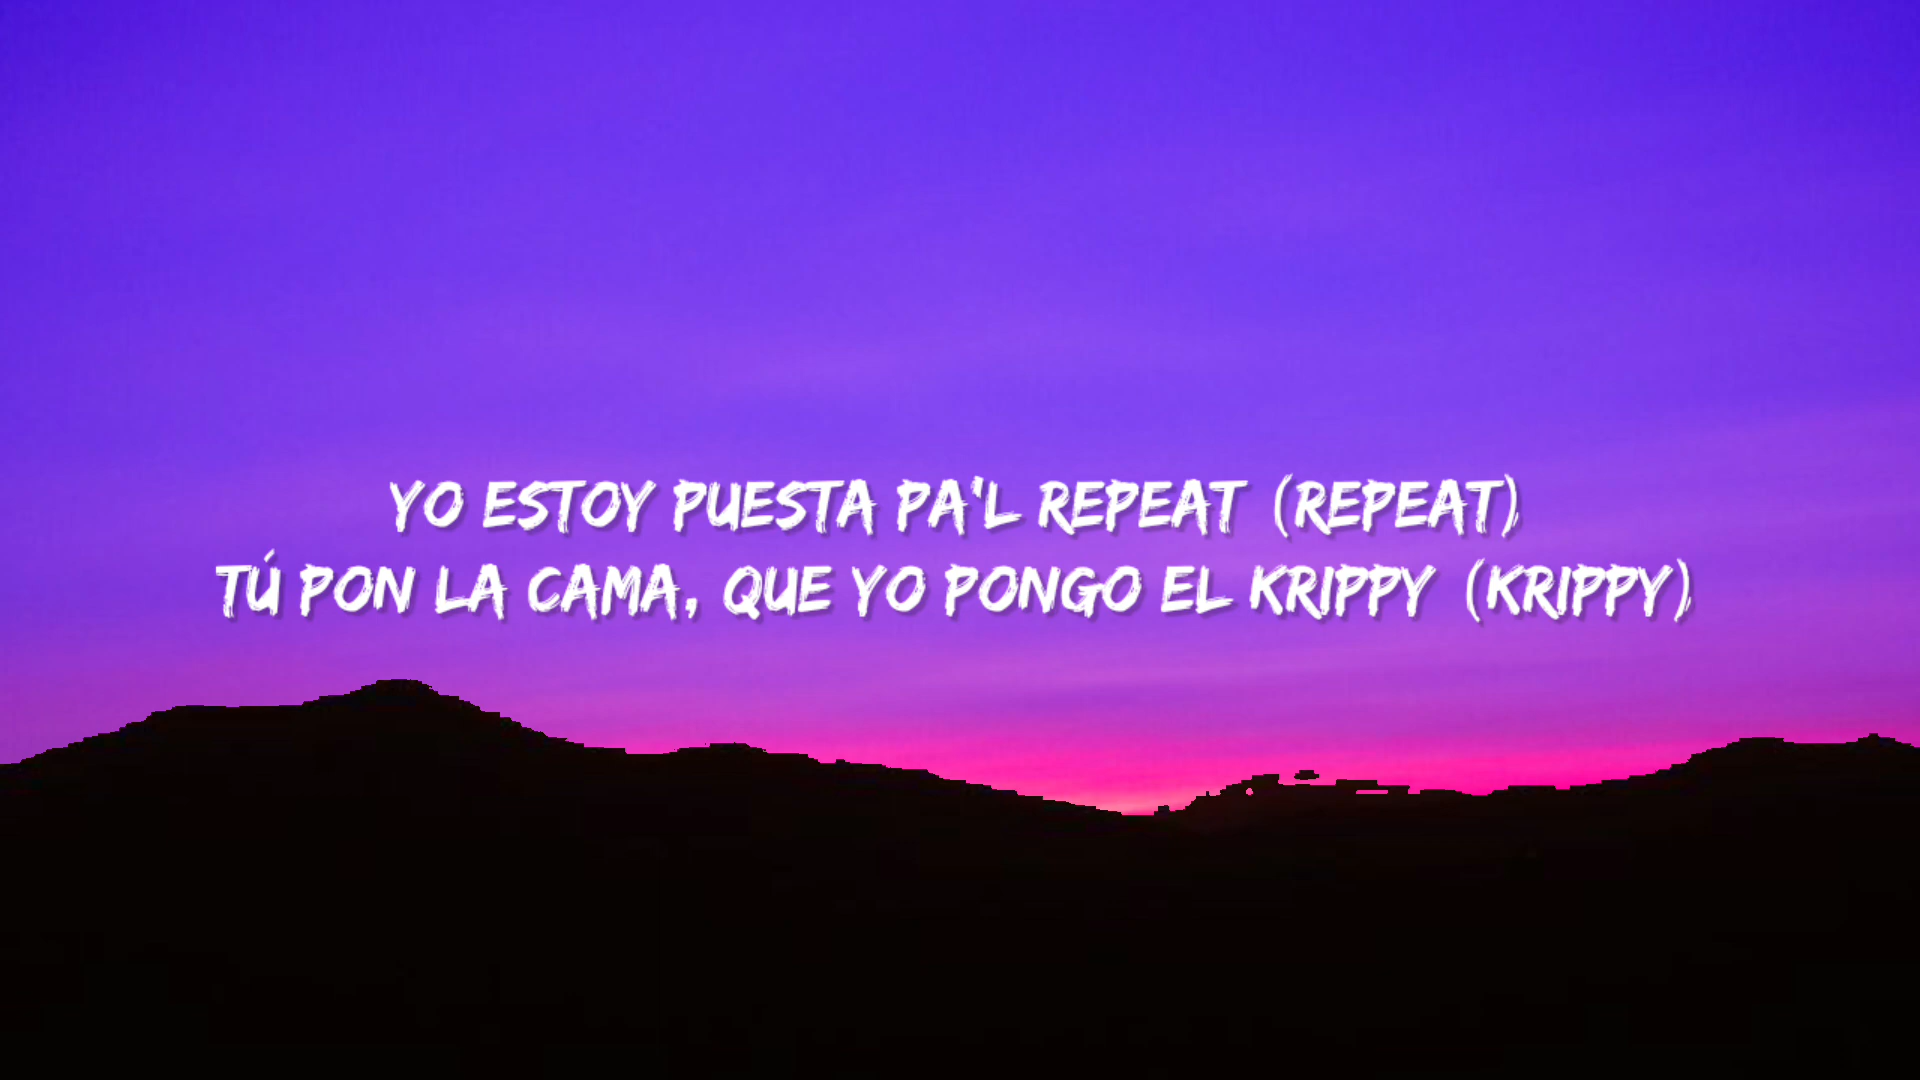 YO ESTOY PUESTA PA'L REPEAT (REPEAT)
TÚ PON LA CAMA, QUE YO PONGO EL KRIPPY (KRIPPY)